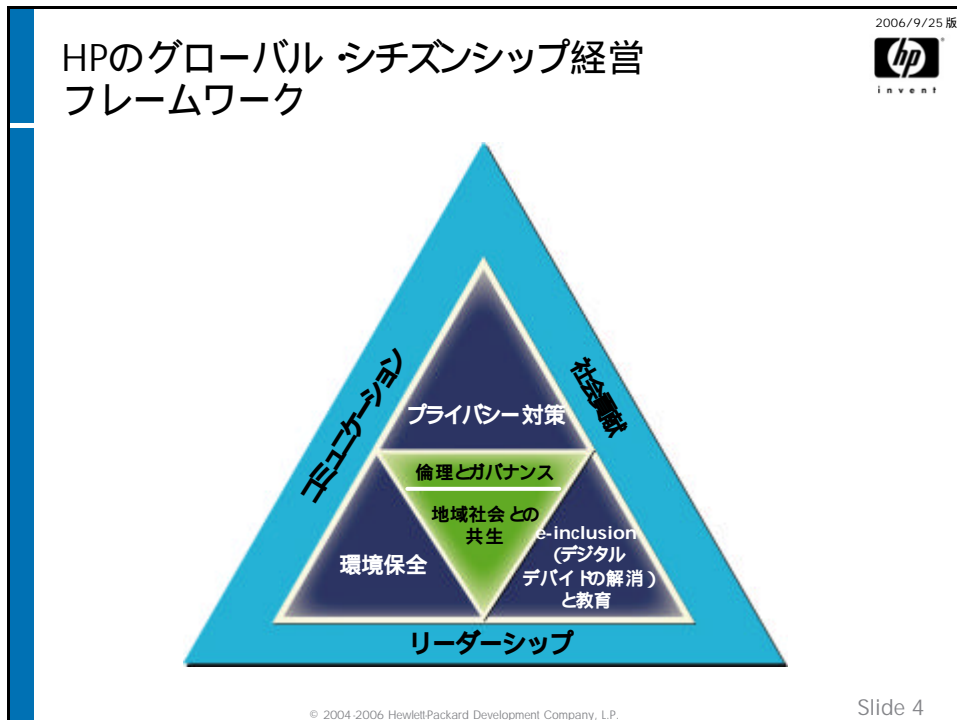 2006/9/25 版
HPのグローバル・シチズンシップ経営
フレームワーク
hp
invent
コミュニケーション
社会貢献
プライバシー対策
倫理とガバナンス
地域社会との
共生
環境保全
e-inclusion
(デジタル
デバイドの解消)
と教育
リーダーシップ
© 2004-2006 Hewlett-Packard Development Company, L.P.
Slide 4